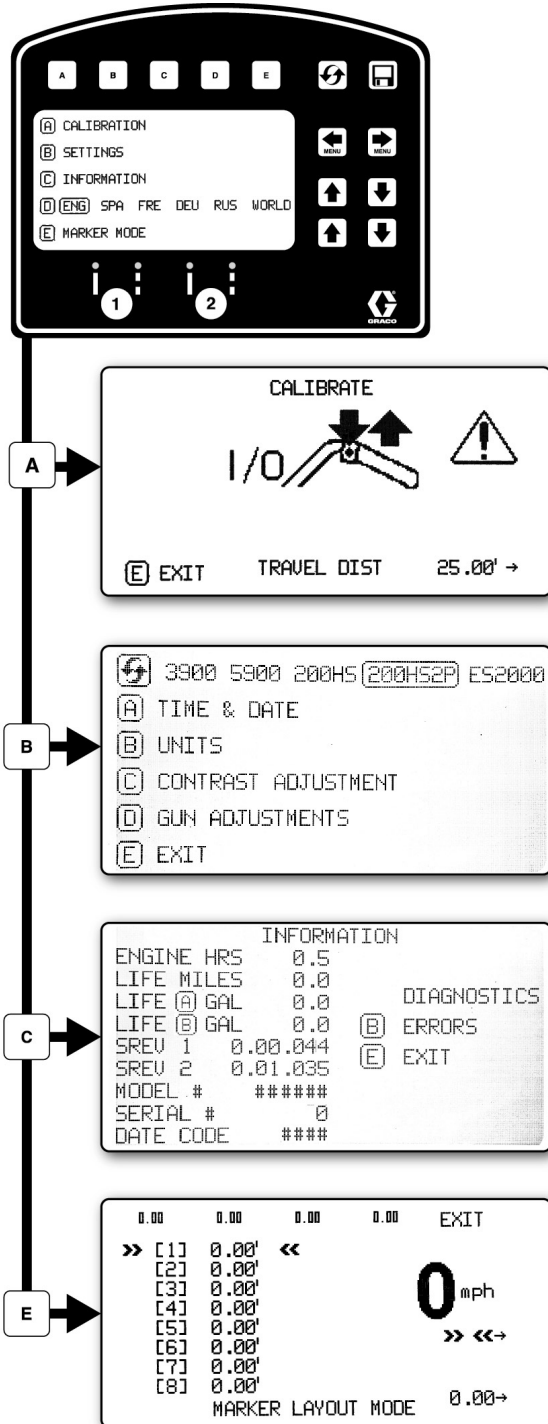 A B C D E
A CALIBRATION
MENU MENU
B SETTINGS
C INFORMATION
D ENG SPA FRE DEU RUS WORLD
E MARKER MODE
1 2
GRACO
A
CALIBRATE
I/O
E EXIT TRAVEL DIST 25.00' →
B
3900 5900 200HS 200HS2P ES2000
A TIME & DATE
B UNITS
C CONTRAST ADJUSTMENT
D GUN ADJUSTMENTS
E EXIT
C
INFORMATION
ENGINE HRS 0.5
LIFE MILES 0.0
LIFE A GAL 0.0 DIAGNOSTICS
LIFE B GAL 0.0 B ERRORS
SREV 1 0.00.044 E EXIT
SREV 2 0.01.035
MODEL # ######
SERIAL # 0
DATE CODE ####
E
0.00 0.00 0.00 0.00 EXIT
» [1] 0.00' «
[2] 0.00'
[3] 0.00' 0 mph
[4] 0.00'
[5] 0.00' » «→
[6] 0.00'
[7] 0.00'
[8] 0.00'
MARKER LAYOUT MODE 0.00→